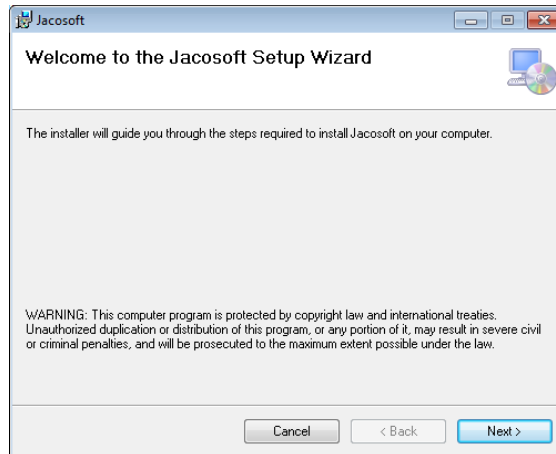 Jacosoft
Welcome to the Jacosoft Setup Wizard
The installer will guide you through the steps required to install Jacosoft on your computer.
WARNING: This computer program is protected by copyright law and international treaties.
Unauthorized duplication or distribution of this program, or any portion of it, may result in severe civil
or criminal penalties, and will be prosecuted to the maximum extent possible under the law.
Cancel < Back Next >